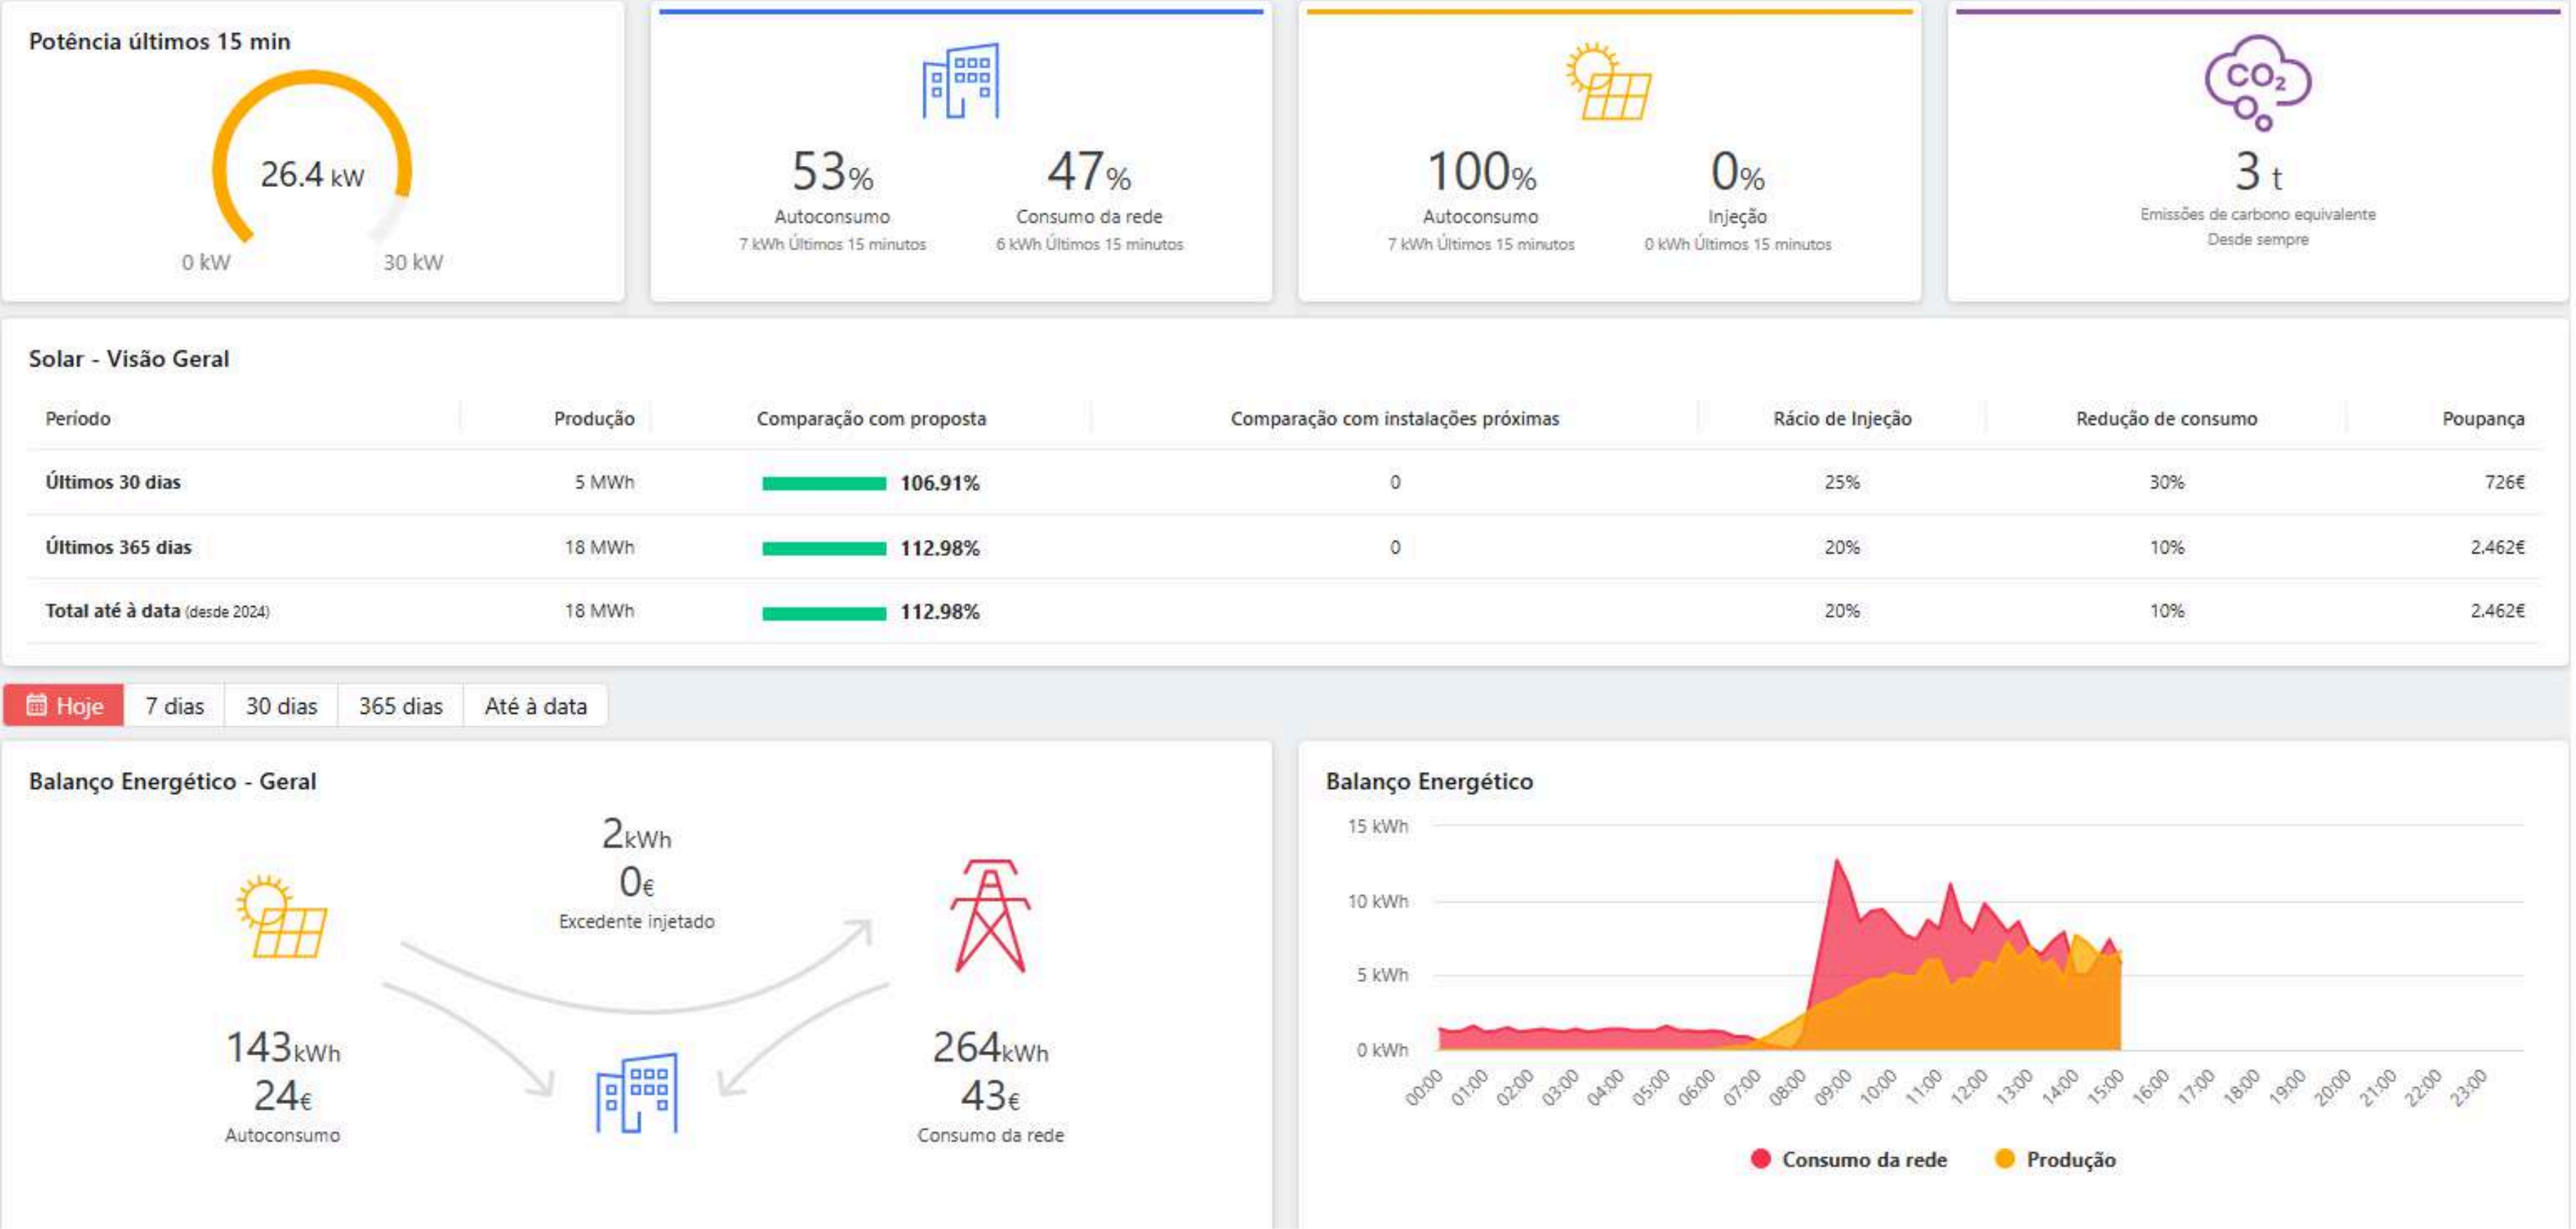 Potência últimos 15 min
26.4 kW
0 kW 30 kW
53% 47%
Autoconsumo Consumo da rede
7 kWh Últimos 15 minutos 6 kWh Últimos 15 minutos
100% 0%
Autoconsumo Injeção
7 kWh Últimos 15 minutos 0 kWh Últimos 15 minutos
CO₂
3 t
Emissões de carbono equivalente
Desde sempre
Solar - Visão Geral
Período Produção Comparação com proposta Comparação com instalações próximas Rácio de Injeção Redução de consumo Poupança
Últimos 30 dias 5 MWh 106.91% 0 25% 30% 726€
Últimos 365 dias 18 MWh 112.98% 0 20% 10% 2.462€
Total até à data (desde 2024) 18 MWh 112.98% 20% 10% 2.462€
Hoje 7 dias 30 dias 365 dias Até à data
Balanço Energético - Geral
2kWh
0€
Excedente injetado
143kWh
24€
Autoconsumo
264kWh
43€
Consumo da rede
Balanço Energético
15 kWh
10 kWh
5 kWh
0 kWh
00:00 01:00 02:00 03:00 04:00 05:00 06:00 07:00 08:00 09:00 10:00 11:00 12:00 13:00 14:00 15:00 16:00 17:00 18:00 19:00 20:00 21:00 22:00 23:00
Consumo da rede Produção